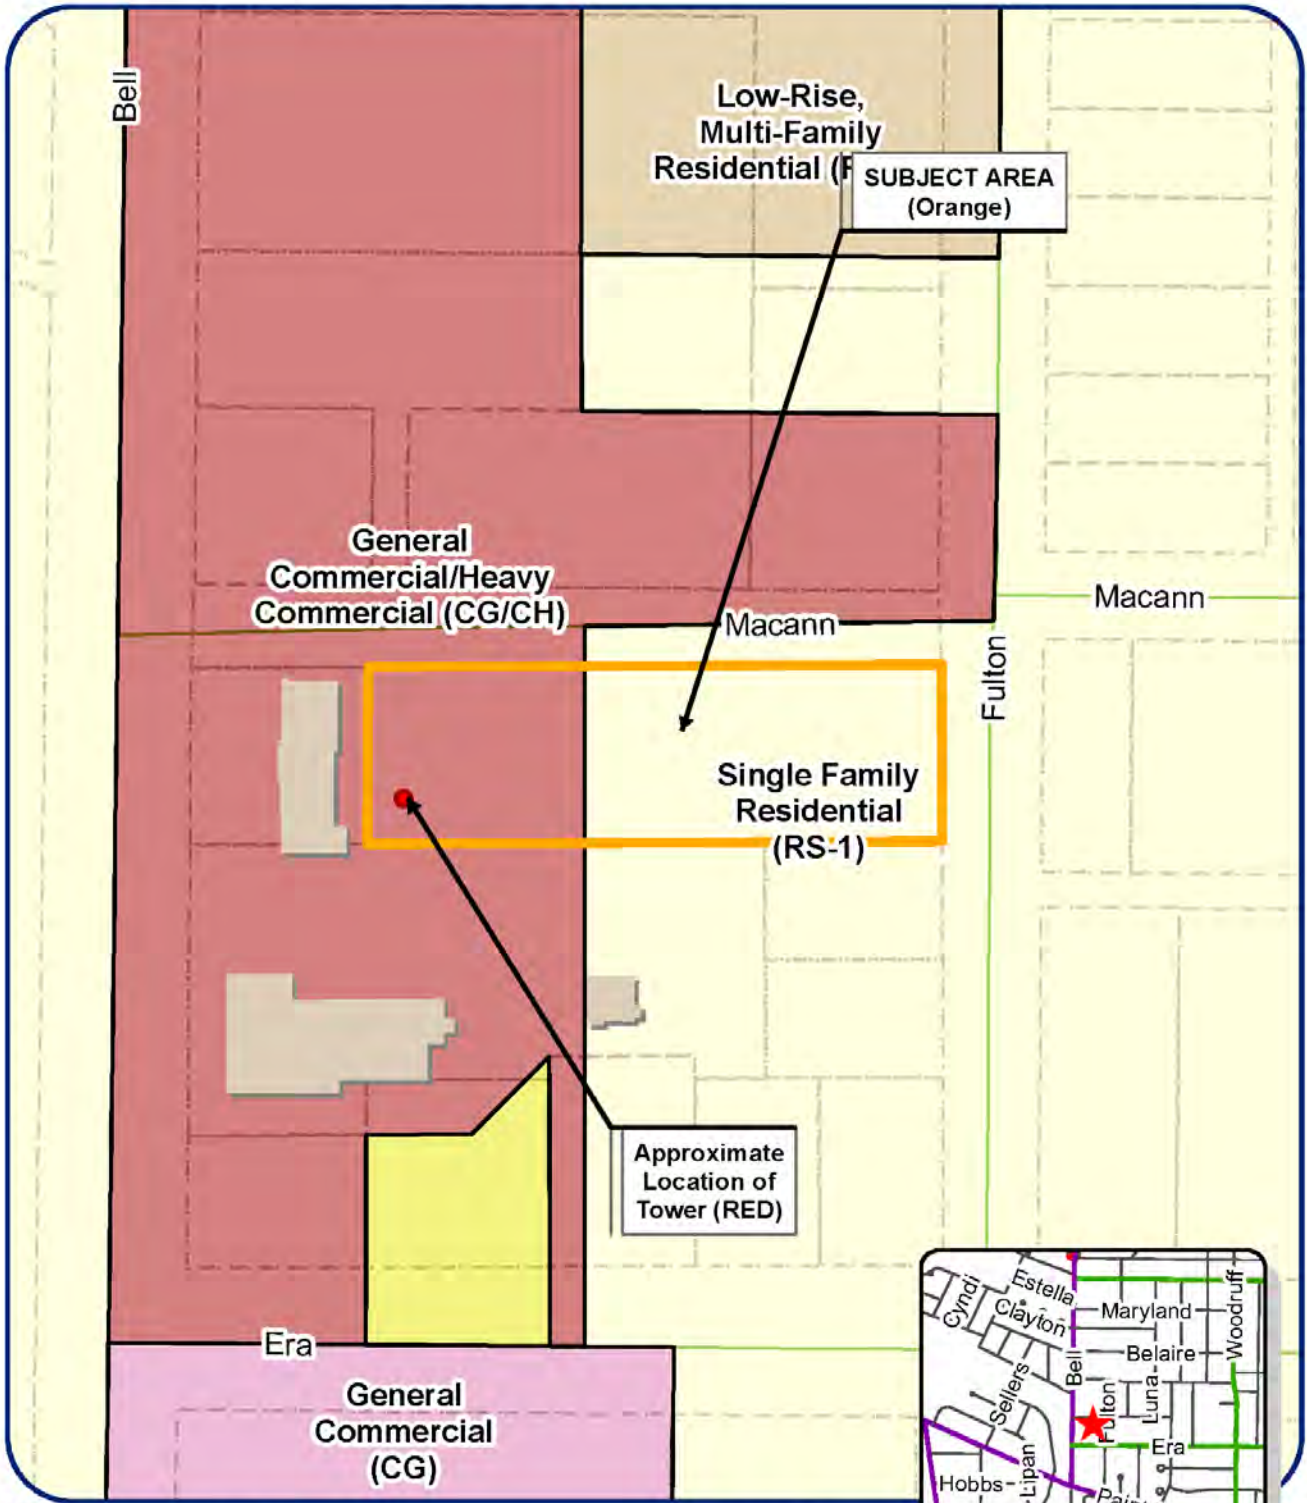 Bell
Low-Rise,
Multi-Family
Residential (
SUBJECT AREA
(Orange)
General
Commercial/Heavy
Commercial (CG/CH)
Macann
Macann
Fulton
Single Family
Residential
(RS-1)
Approximate
Location of
Tower (RED)
Era
General
Commercial
(CG)
Cyndi
Estella
Clayton
Maryland
Woodruff
Bell
Belaire
Sellers
Fulton
Luna
Era
Hobbs
Lipan